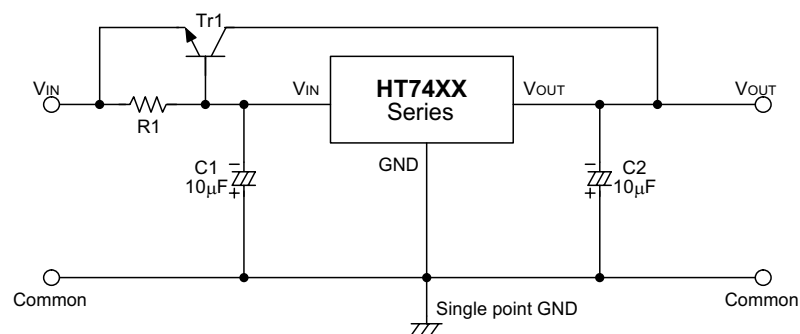 Tr1
VIN
R1
VIN
HT74XX
Series
VOUT
VOUT
GND
C1
10μF
−
+
−
+
C2
10μF
Common
Single point GND
Common